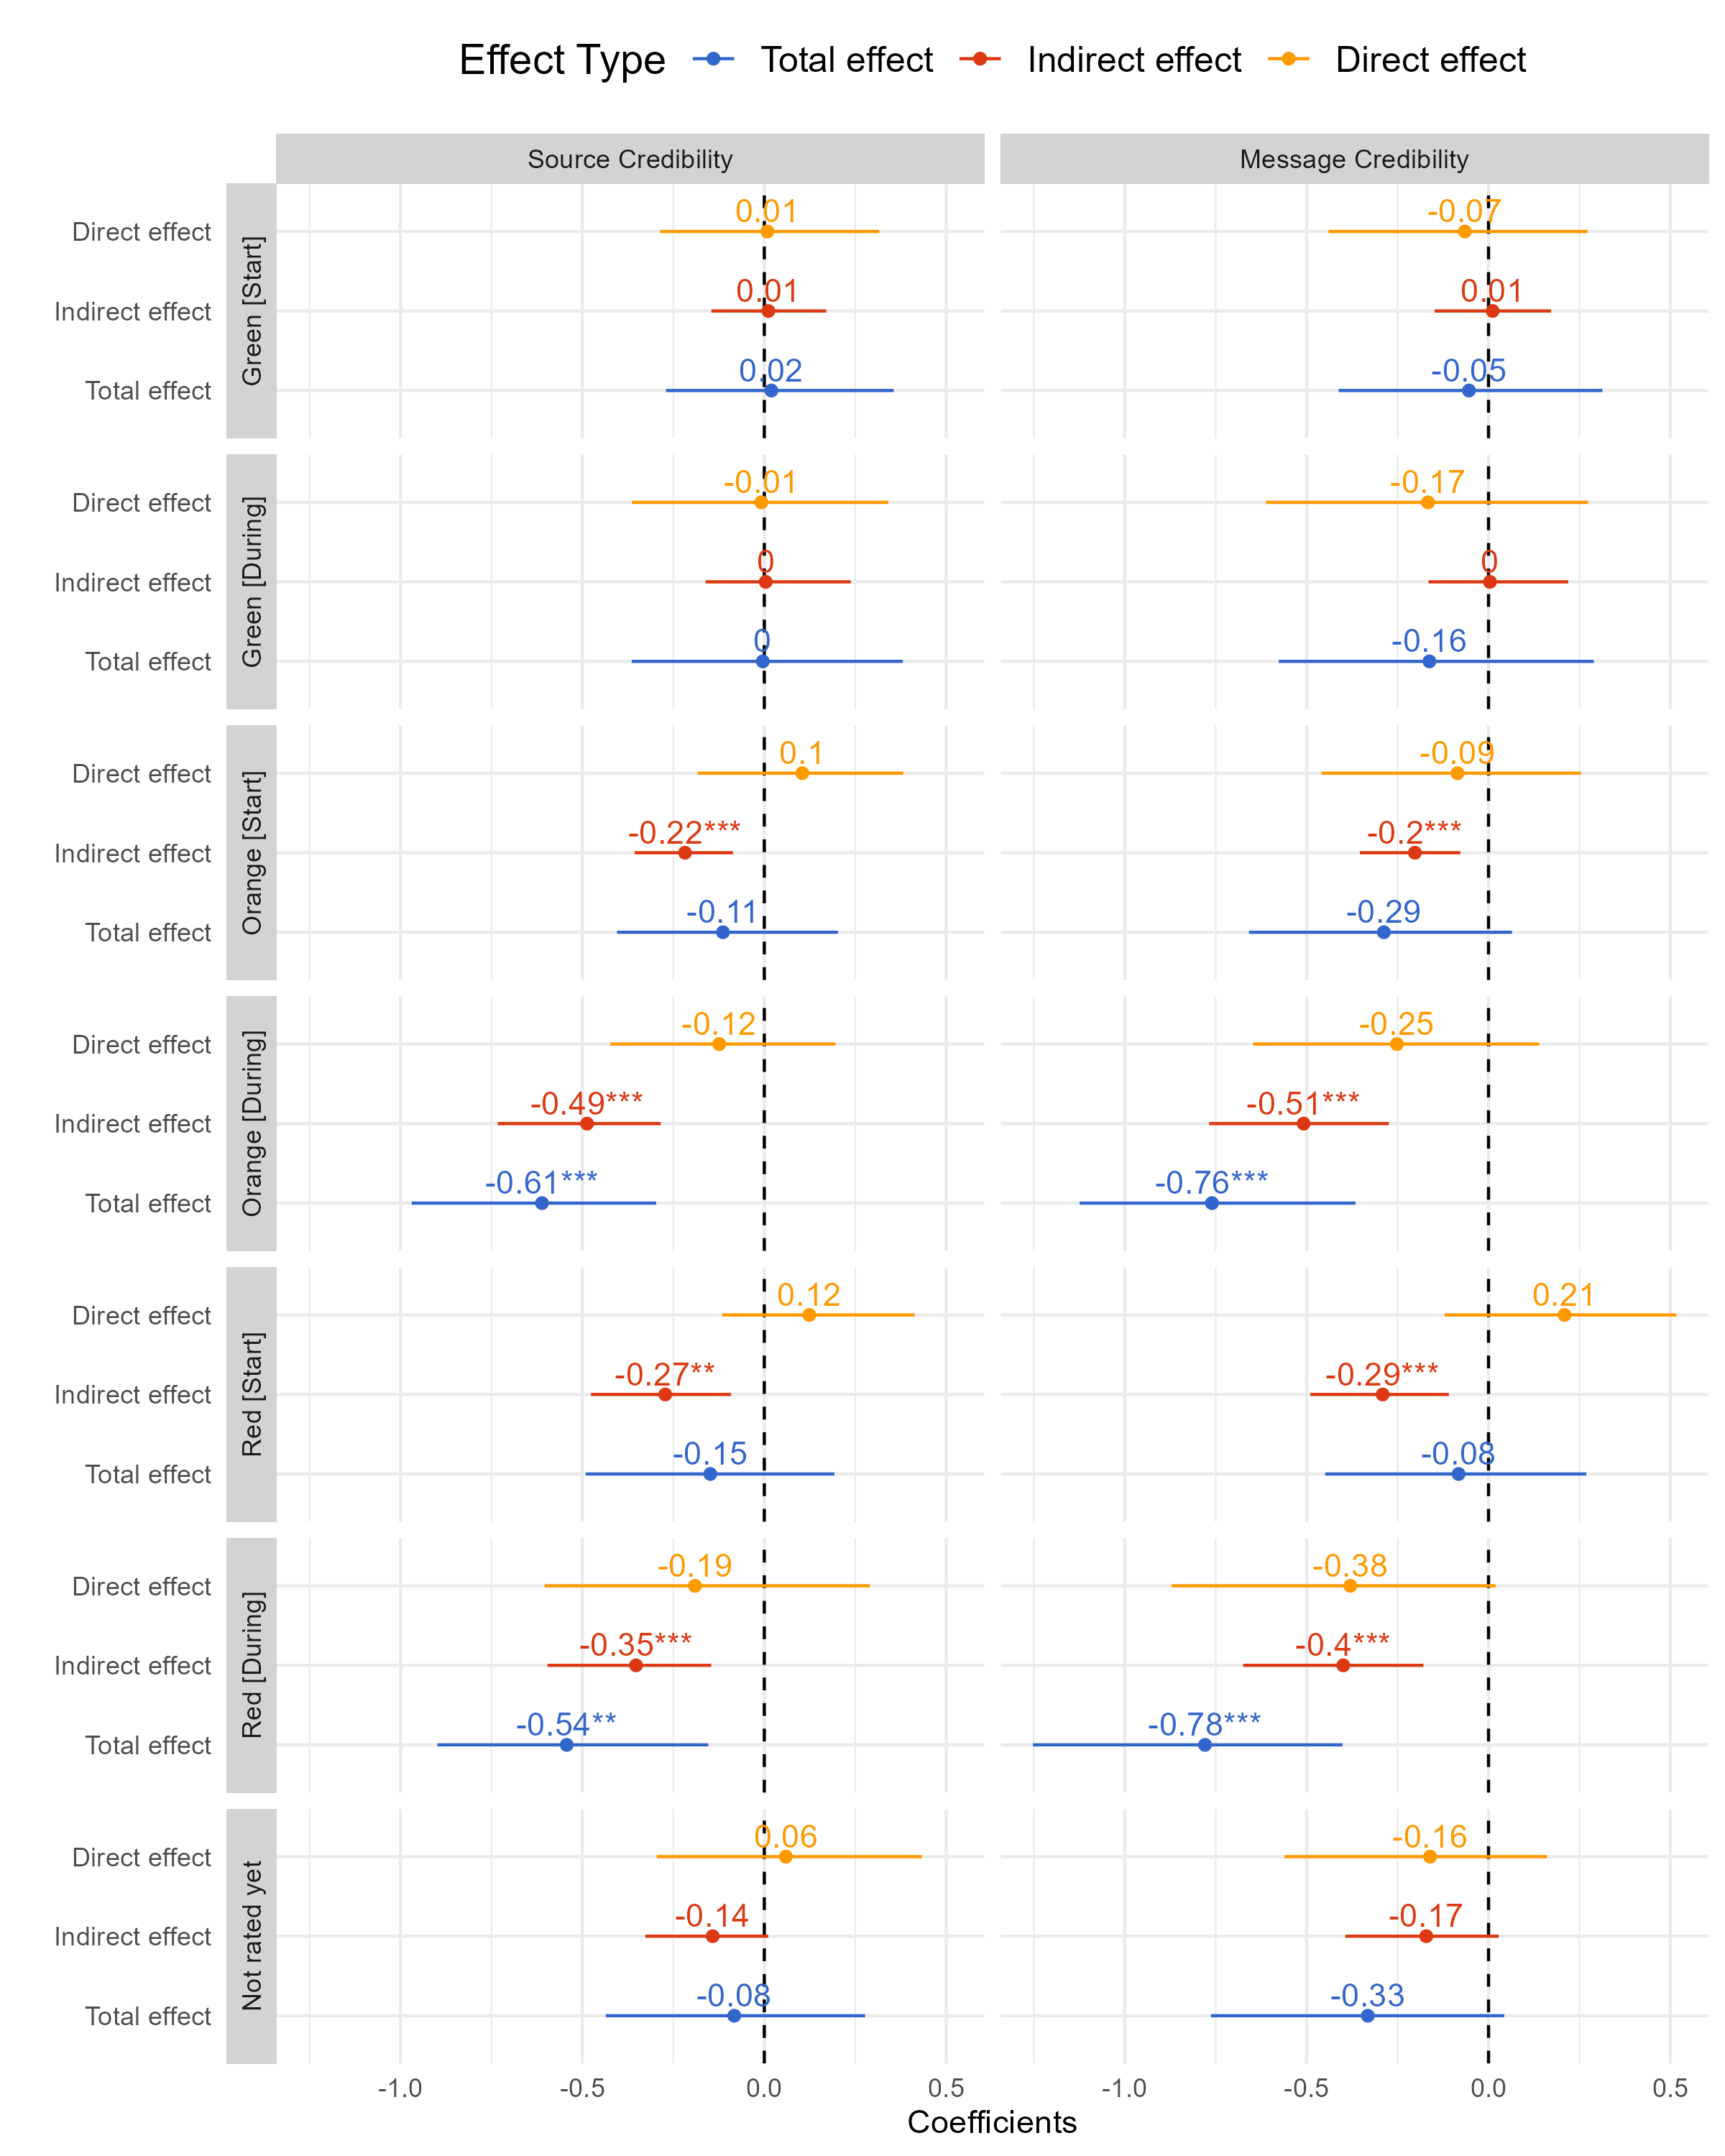 Effect Type Total effect Indirect effect Direct effect
Source Credibility Message Credibility
Green [Start]
Direct effect 0.01 -0.07
Indirect effect 0.01 0.01
Total effect 0.02 -0.05
Green [During]
Direct effect -0.01 -0.17
Indirect effect 0 0
Total effect 0 -0.16
Orange [Start]
Direct effect 0.1 -0.09
Indirect effect -0.22*** -0.2***
Total effect -0.11 -0.29
Orange [During]
Direct effect -0.12 -0.25
Indirect effect -0.49*** -0.51***
Total effect -0.61*** -0.76***
Red [Start]
Direct effect 0.12 0.21
Indirect effect -0.27** -0.29***
Total effect -0.15 -0.08
Red [During]
Direct effect -0.19 -0.38
Indirect effect -0.35*** -0.4***
Total effect -0.54** -0.78***
Not rated yet
Direct effect 0.06 -0.16
Indirect effect -0.14 -0.17
Total effect -0.08 -0.33
-1.0 -0.5 0.0 0.5 -1.0 -0.5 0.0 0.5
Coefficients